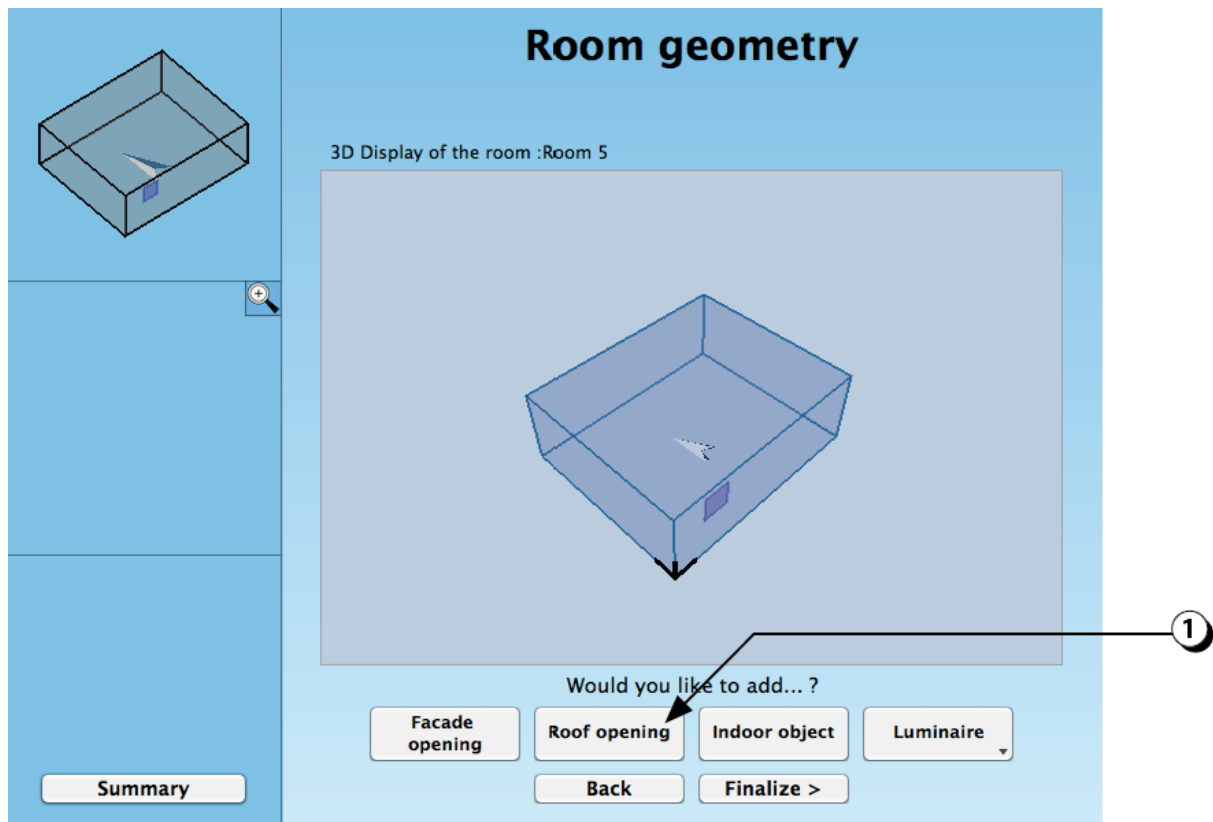 Room geometry
3D Display of the room :Room 5
1
Would you like to add... ?
Facade
opening
Roof opening
Indoor object
Luminaire
Summary
Back
Finalize >